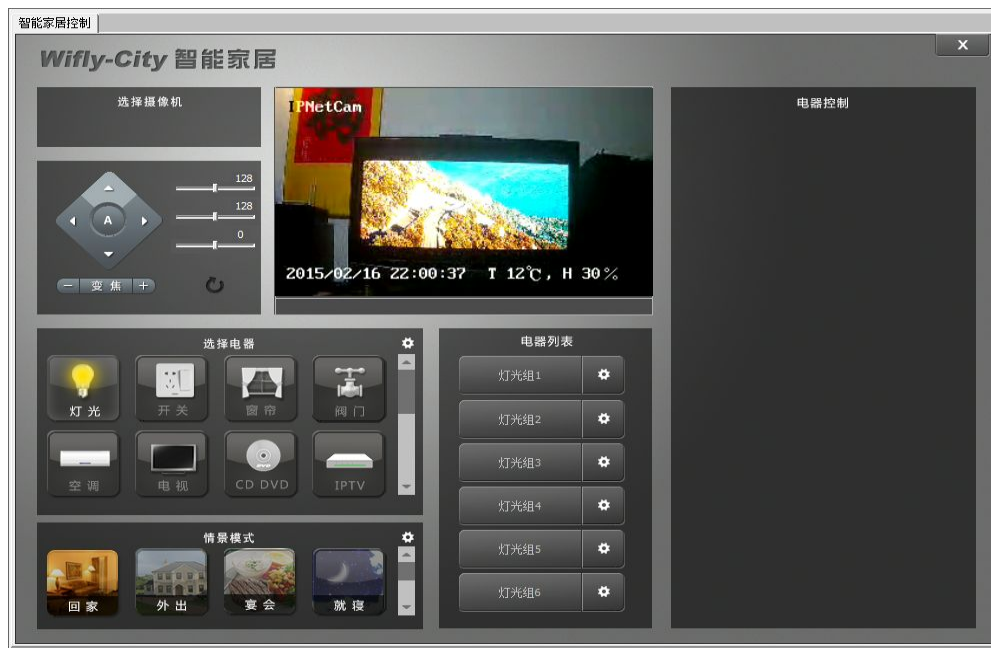 智能家居控制
Wifly-City 智能家居
X
选择摄像机
IPNetCam
2015/02/16 22:00:37 T 12℃, H 30%
电器控制
128
128
0
A
变焦
选择电器
灯光
开关
窗帘
阀门
空调
电视
CD DVD
IPTV
电器列表
灯光组1
灯光组2
灯光组3
灯光组4
灯光组5
灯光组6
情景模式
回家
外出
宴会
就寝